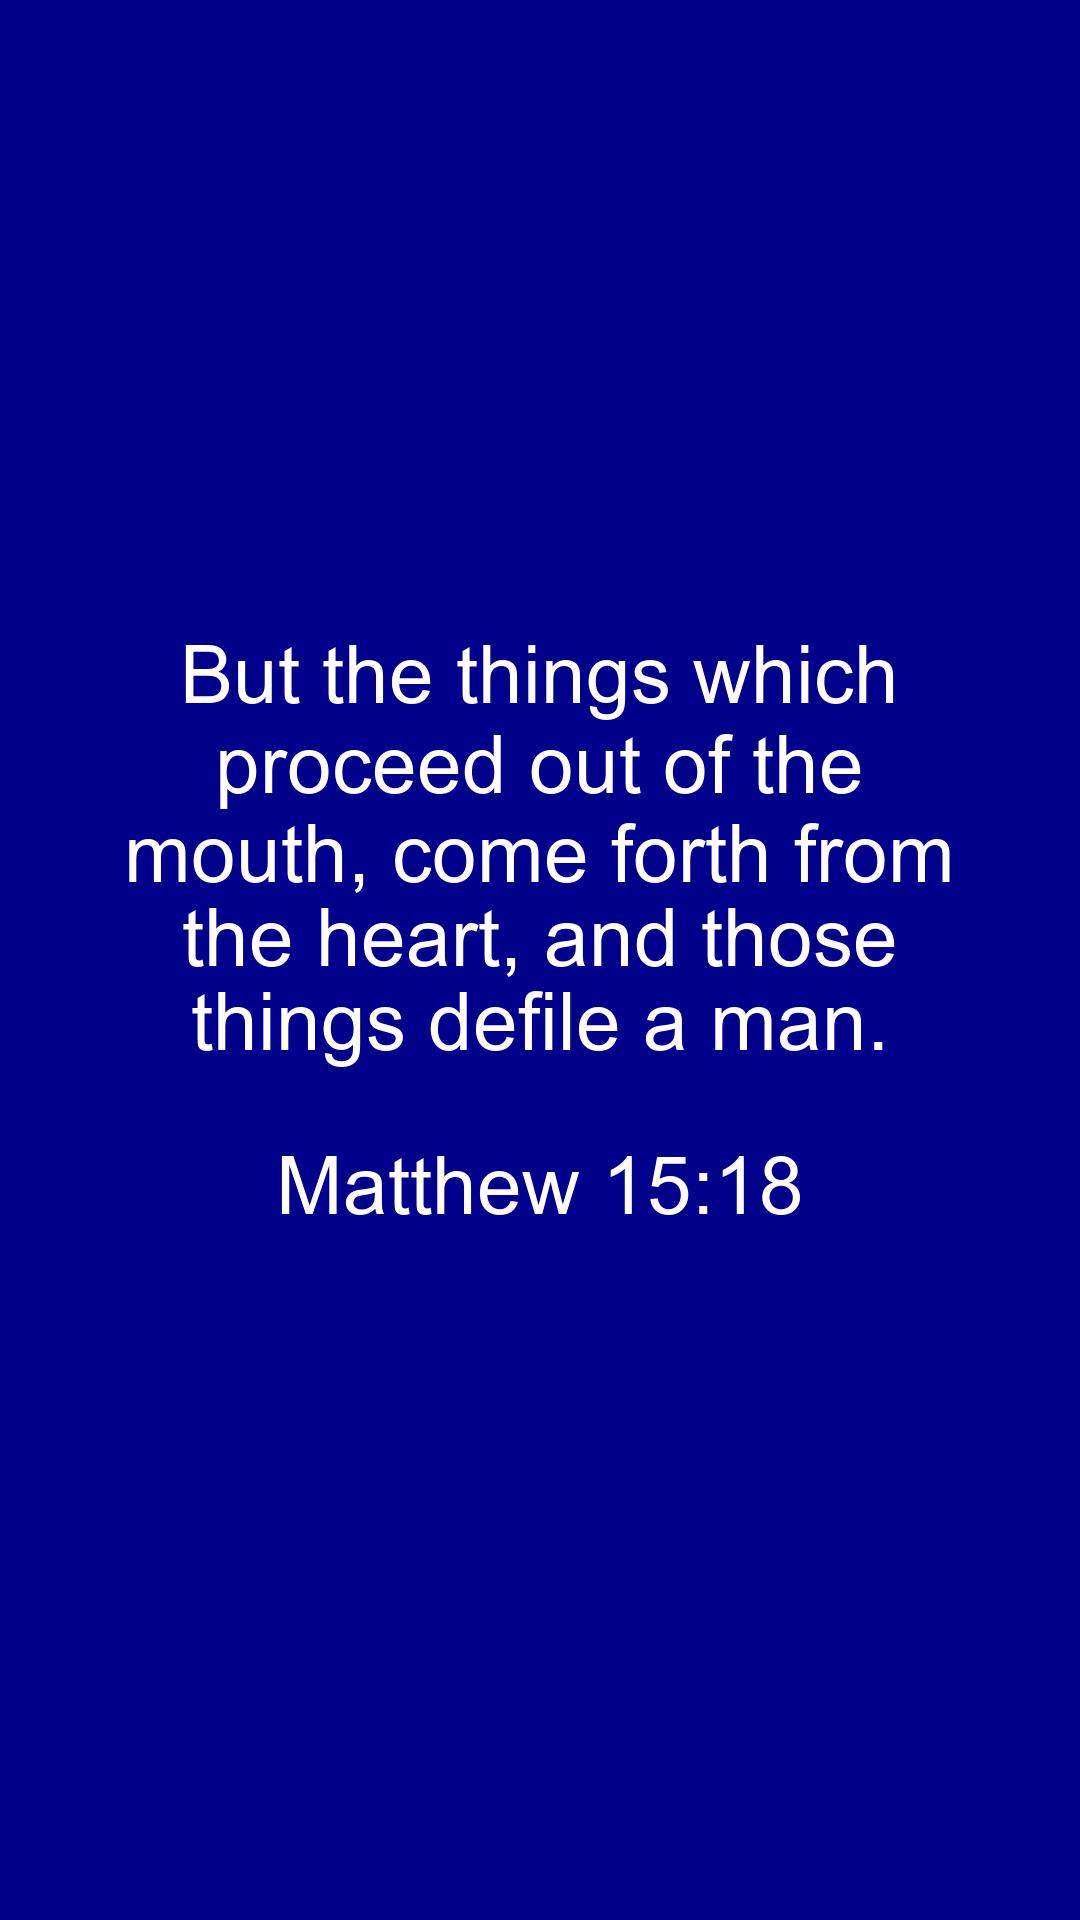 But the things which
proceed out of the
mouth, come forth from
the heart, and those
things defile a man.
Matthew 15:18